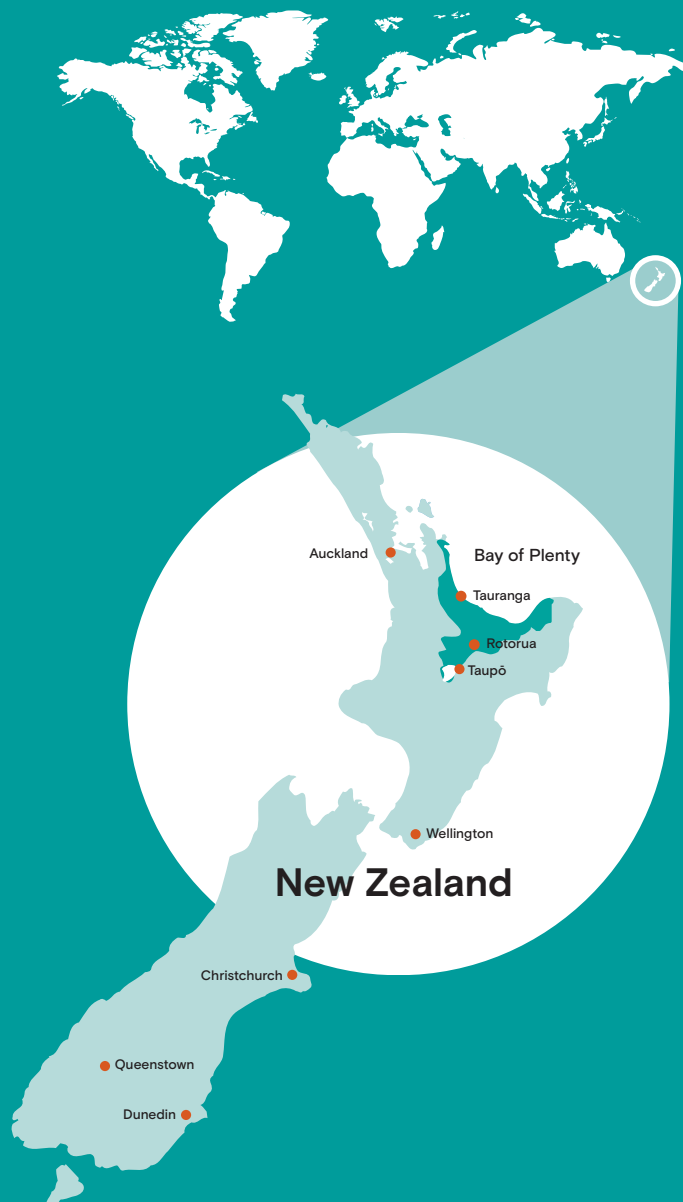 Auckland
Bay of Plenty
Tauranga
Rotorua
Taupō
Wellington
New Zealand
Christchurch
Queenstown
Dunedin